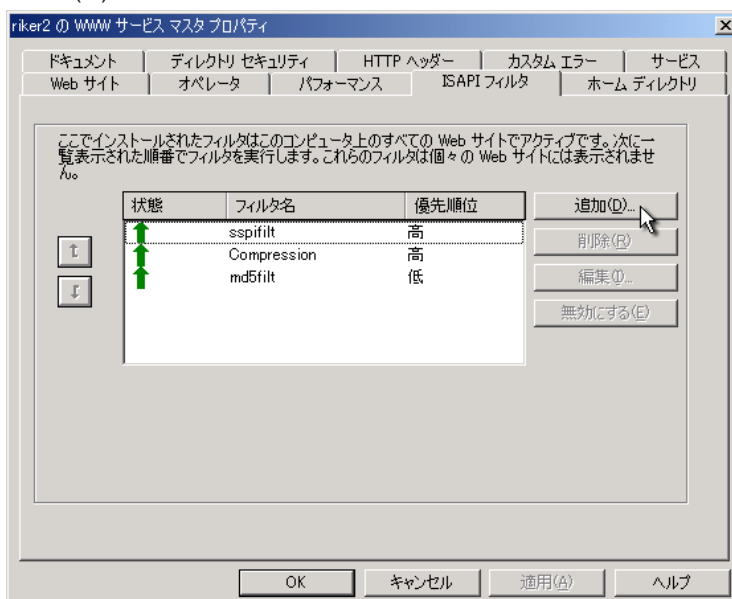 riker2 の WWW サービス マスタ プロパティ
ドキュメント
ディレクトリ セキュリティ
HTTP ヘッダー
カスタム エラー
サービス
Web サイト
オペレータ
パフォーマンス
ISAPI フィルタ
ホーム ディレクトリ
ここでインストールされたフィルタはこのコンピュータ上のすべての Web サイトでアクティブです。次に一
覧表示された順番でフィルタを実行します。これらのフィルタは個々の Web サイトには表示されませ
ん。
状態 フィルタ名 優先順位
sspifilt 高
Compression 高
md5filt 低
追加(D)...
削除(R)
編集(I)...
無効にする(E)
OK
キャンセル
適用(A)
ヘルプ